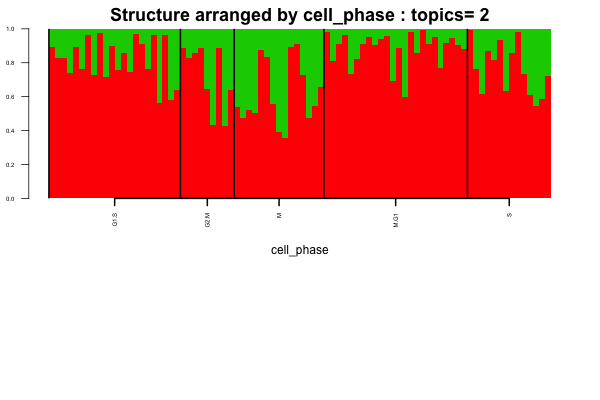 Structure arranged by cell_phase : topics= 2
1.0
0.8
0.6
0.4
0.2
0.0
G1.S
G2.M
M
M.G1
S
cell_phase